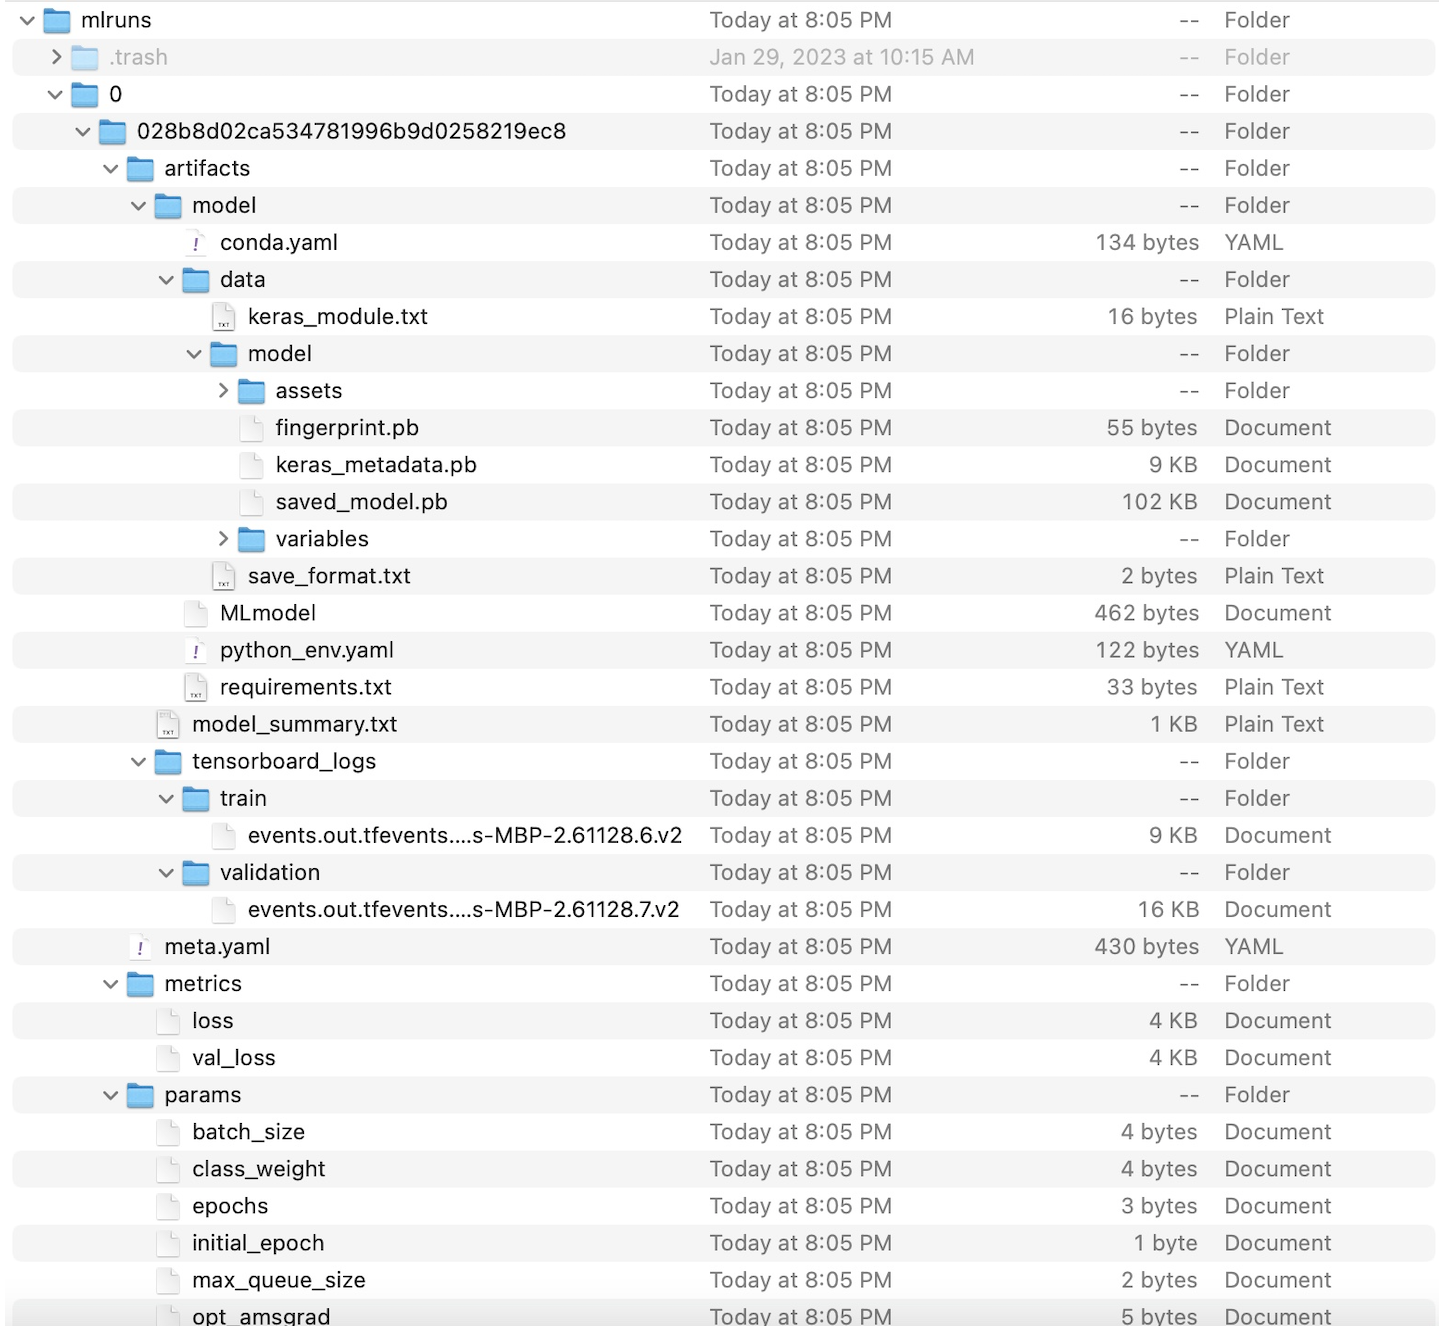 mlruns Today at 8:05 PM -- Folder
.trash Jan 29, 2023 at 10:15 AM -- Folder
0 Today at 8:05 PM -- Folder
028b8d02ca534781996b9d0258219ec8 Today at 8:05 PM -- Folder
artifacts Today at 8:05 PM -- Folder
model Today at 8:05 PM -- Folder
conda.yaml Today at 8:05 PM 134 bytes YAML
data Today at 8:05 PM -- Folder
keras_module.txt Today at 8:05 PM 16 bytes Plain Text
model Today at 8:05 PM -- Folder
assets Today at 8:05 PM -- Folder
fingerprint.pb Today at 8:05 PM 55 bytes Document
keras_metadata.pb Today at 8:05 PM 9 KB Document
saved_model.pb Today at 8:05 PM 102 KB Document
variables Today at 8:05 PM -- Folder
save_format.txt Today at 8:05 PM 2 bytes Plain Text
MLmodel Today at 8:05 PM 462 bytes Document
python_env.yaml Today at 8:05 PM 122 bytes YAML
requirements.txt Today at 8:05 PM 33 bytes Plain Text
model_summary.txt Today at 8:05 PM 1 KB Plain Text
tensorboard_logs Today at 8:05 PM -- Folder
train Today at 8:05 PM -- Folder
events.out.tfevents....s-MBP-2.61128.6.v2 Today at 8:05 PM 9 KB Document
validation Today at 8:05 PM -- Folder
events.out.tfevents....s-MBP-2.61128.7.v2 Today at 8:05 PM 16 KB Document
meta.yaml Today at 8:05 PM 430 bytes YAML
metrics Today at 8:05 PM -- Folder
loss Today at 8:05 PM 4 KB Document
val_loss Today at 8:05 PM 4 KB Document
params Today at 8:05 PM -- Folder
batch_size Today at 8:05 PM 4 bytes Document
class_weight Today at 8:05 PM 4 bytes Document
epochs Today at 8:05 PM 3 bytes Document
initial_epoch Today at 8:05 PM 1 byte Document
max_queue_size Today at 8:05 PM 2 bytes Document
opt_amsgrad Today at 8:05 PM 5 bytes Document